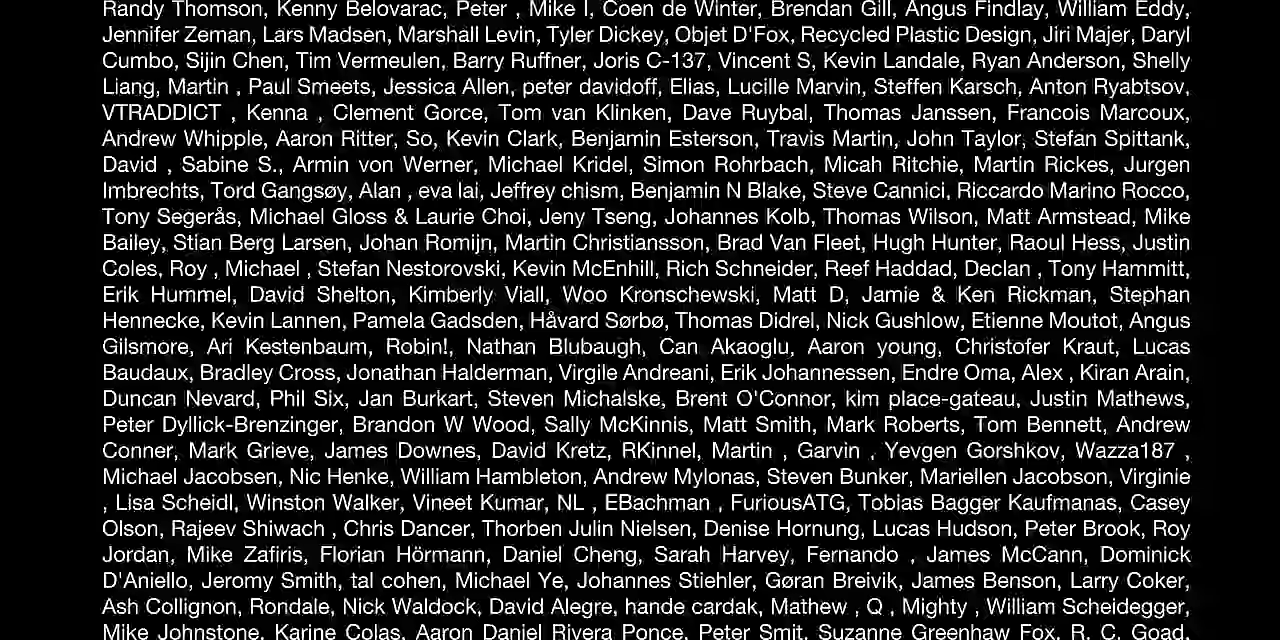 Randy Thomson, Kenny Belovarac, Peter , Mike I, Coen de Winter, Brendan Gill, Angus Findlay, William Eddy,
Jennifer Zeman, Lars Madsen, Marshall Levin, Tyler Dickey, Objet D'Fox, Recycled Plastic Design, Jiri Majer, Daryl
Cumbo, Sijin Chen, Tim Vermeulen, Barry Ruffner, Joris C-137, Vincent S, Kevin Landale, Ryan Anderson, Shelly
Liang, Martin , Paul Smeets, Jessica Allen, peter davidoff, Elias, Lucille Marvin, Steffen Karsch, Anton Ryabtsov,
VTRADDICT , Kenna , Clement Gorce, Tom van Klinken, Dave Ruybal, Thomas Janssen, Francois Marcoux,
Andrew Whipple, Aaron Ritter, So, Kevin Clark, Benjamin Esterson, Travis Martin, John Taylor, Stefan Spittank,
David , Sabine S., Armin von Werner, Michael Kridel, Simon Rohrbach, Micah Ritchie, Martin Rickes, Jurgen
Imbrechts, Tord Gangsøy, Alan , eva lai, Jeffrey chism, Benjamin N Blake, Steve Cannici, Riccardo Marino Rocco,
Tony Segerås, Michael Gloss & Laurie Choi, Jeny Tseng, Johannes Kolb, Thomas Wilson, Matt Armstead, Mike
Bailey, Stian Berg Larsen, Johan Romijn, Martin Christiansson, Brad Van Fleet, Hugh Hunter, Raoul Hess, Justin
Coles, Roy , Michael , Stefan Nestorovski, Kevin McEnhill, Rich Schneider, Reef Haddad, Declan , Tony Hammitt,
Erik Hummel, David Shelton, Kimberly Viall, Woo Kronschewski, Matt D, Jamie & Ken Rickman, Stephan
Hennecke, Kevin Lannen, Pamela Gadsden, Håvard Sørbø, Thomas Didrel, Nick Gushlow, Etienne Moutot, Angus
Gilsmore, Ari Kestenbaum, Robin!, Nathan Blubaugh, Can Akaoglu, Aaron young, Christofer Kraut, Lucas
Baudaux, Bradley Cross, Jonathan Halderman, Virgile Andreani, Erik Johannessen, Endre Oma, Alex , Kiran Arain,
Duncan Nevard, Phil Six, Jan Burkart, Steven Michalske, Brent O'Connor, kim place-gateau, Justin Mathews,
Peter Dyllick-Brenzinger, Brandon W Wood, Sally McKinnis, Matt Smith, Mark Roberts, Tom Bennett, Andrew
Conner, Mark Grieve, James Downes, David Kretz, RKinnel, Martin , Garvin , Yevgen Gorshkov, Wazza187 ,
Michael Jacobsen, Nic Henke, William Hambleton, Andrew Mylonas, Steven Bunker, Mariellen Jacobson, Virginie
, Lisa Scheidl, Winston Walker, Vineet Kumar, NL , EBachman , FuriousATG, Tobias Bagger Kaufmanas, Casey
Olson, Rajeev Shiwach , Chris Dancer, Thorben Julin Nielsen, Denise Hornung, Lucas Hudson, Peter Brook, Roy
Jordan, Mike Zafiris, Florian Hörmann, Daniel Cheng, Sarah Harvey, Fernando , James McCann, Dominick
D'Aniello, Jeromy Smith, tal cohen, Michael Ye, Johannes Stiehler, Gøran Breivik, James Benson, Larry Coker,
Ash Collignon, Rondale, Nick Waldock, David Alegre, hande cardak, Mathew , Q , Mighty , William Scheidegger,
Mike Johnstone, Karine Colas, Aaron Daniel Rivera Ponce, Peter Smit, Suzanne Greenhaw Fox, R. C. Goad,